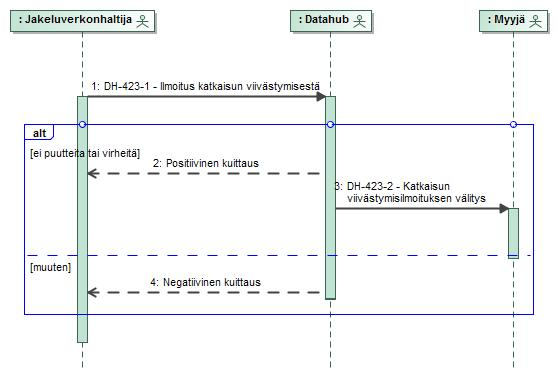 : Jakeluverkonhaltija
: Datahub
: Myyjä
1: DH-423-1 - Ilmoitus katkaisun viivästymisestä
alt
[ei puutteita tai virheitä]
2: Positiivinen kuittaus
3: DH-423-2 - Katkaisun
viivästymisilmoituksen välitys
[muuten]
4: Negatiivinen kuittaus